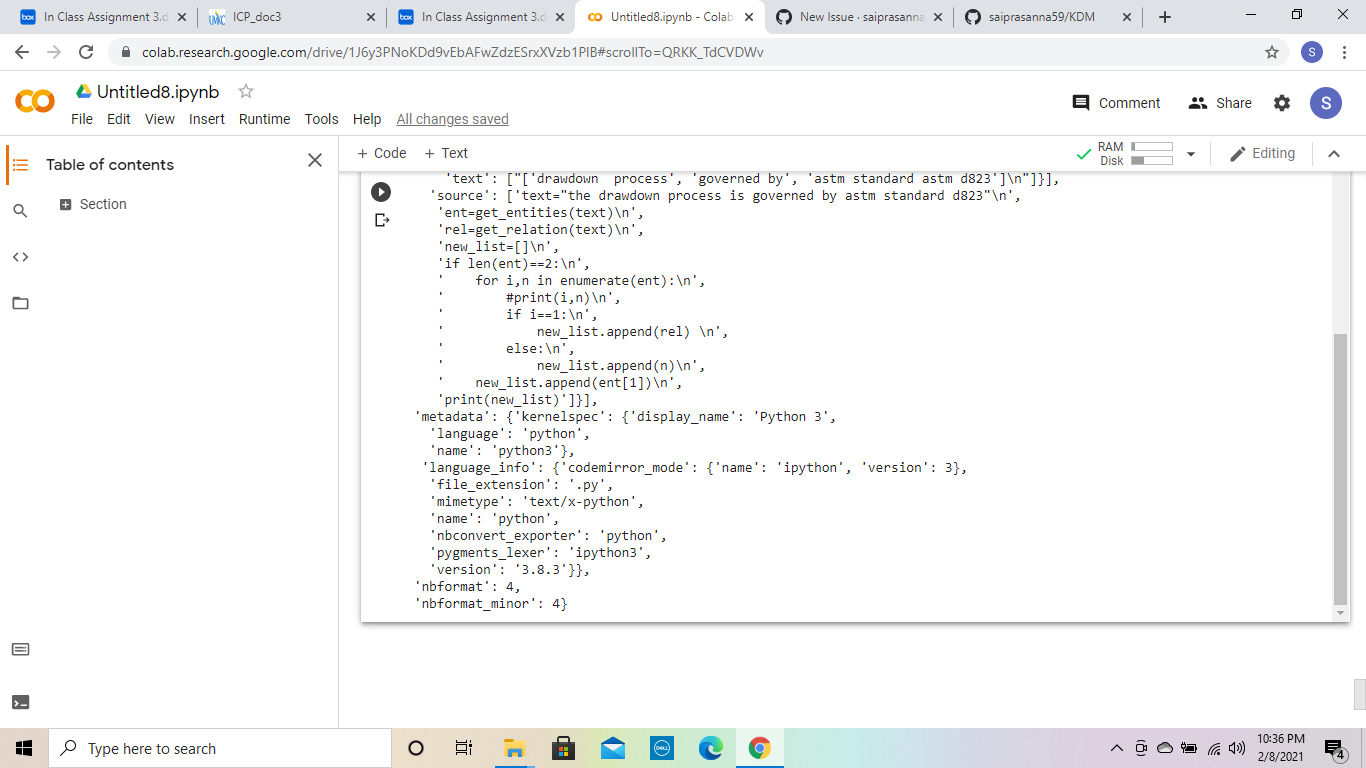 In Class Assignment 3.d
ICP_doc3
In Class Assignment 3.d
Untitled8.ipynb - Colab
New Issue · saiprasanna
saiprasanna59/KDM
colab.research.google.com/drive/1J6y3PNoKDd9vEbAFwZdzESrxXVzb1PlB#scrollTo=QRKK_TdCVDWv
S
Untitled8.ipynb
Comment
Share
S
File Edit View Insert Runtime Tools Help All changes saved
Table of contents
+ Code + Text
RAM
Disk
Editing
Section
'text': ["['drawdown  process', 'governed by', 'astm standard astm d823']\n"]}],
'source': ['text="the drawdown process is governed by astm standard d823"\n',
'ent=get_entities(text)\n',
'rel=get_relation(text)\n',
'new_list=[]\n',
'if len(ent)==2:\n',
'    for i,n in enumerate(ent):\n',
'        #print(i,n)\n',
'        if i==1:\n',
'            new_list.append(rel) \n',
'        else:\n',
'            new_list.append(n)\n',
'    new_list.append(ent[1])\n',
'print(new_list)']}],
'metadata': {'kernelspec': {'display_name': 'Python 3',
'language': 'python',
'name': 'python3'},
'language_info': {'codemirror_mode': {'name': 'ipython', 'version': 3},
'file_extension': '.py',
'mimetype': 'text/x-python',
'name': 'python',
'nbconvert_exporter': 'python',
'pygments_lexer': 'ipython3',
'version': '3.8.3'}},
'nbformat': 4,
'nbformat_minor': 4}
Type here to search
10:36 PM
2/8/2021
4